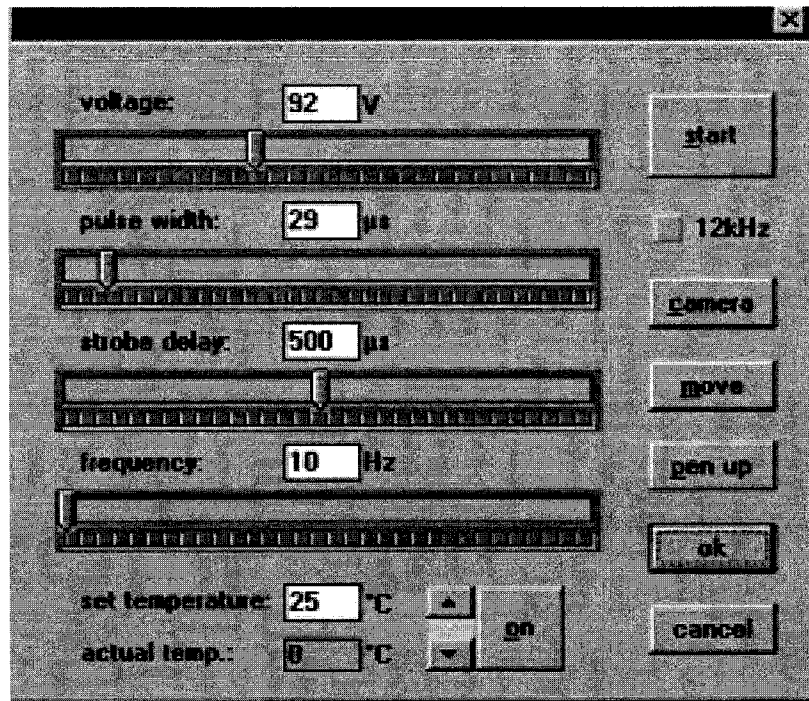 voltage: 92 V
start
pulse width: 29 µs
12kHz
camera
strobe delay: 500 µs
move
frequency: 10 Hz
pen up
ok
set temperature: 25 °C
on
cancel
actual temp.: 0 °C